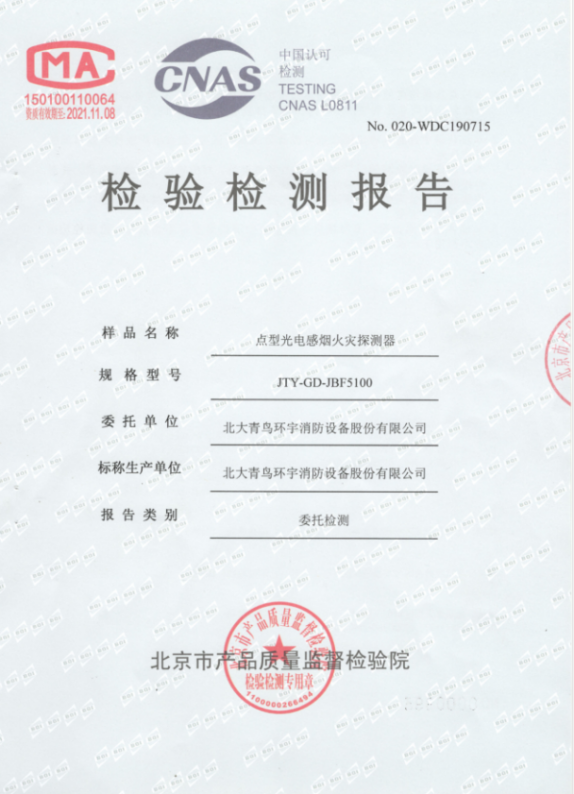 MA
150100110064
资质有效期至:2021.11.08
CNAS
中国认可
检测
TESTING
CNAS L0811
No. 020-WDC190715
检验检测报告
样品名称 点型光电感烟火灾探测器
规格型号 JTY-GD-JBF5100
委托单位 北大青鸟环宇消防设备股份有限公司
标称生产单位 北大青鸟环宇消防设备股份有限公司
报告类别 委托检测
北京市产品质量监督检验院
北京市产品质量监督检验院
检验检测专用章
1100000266494
北京市